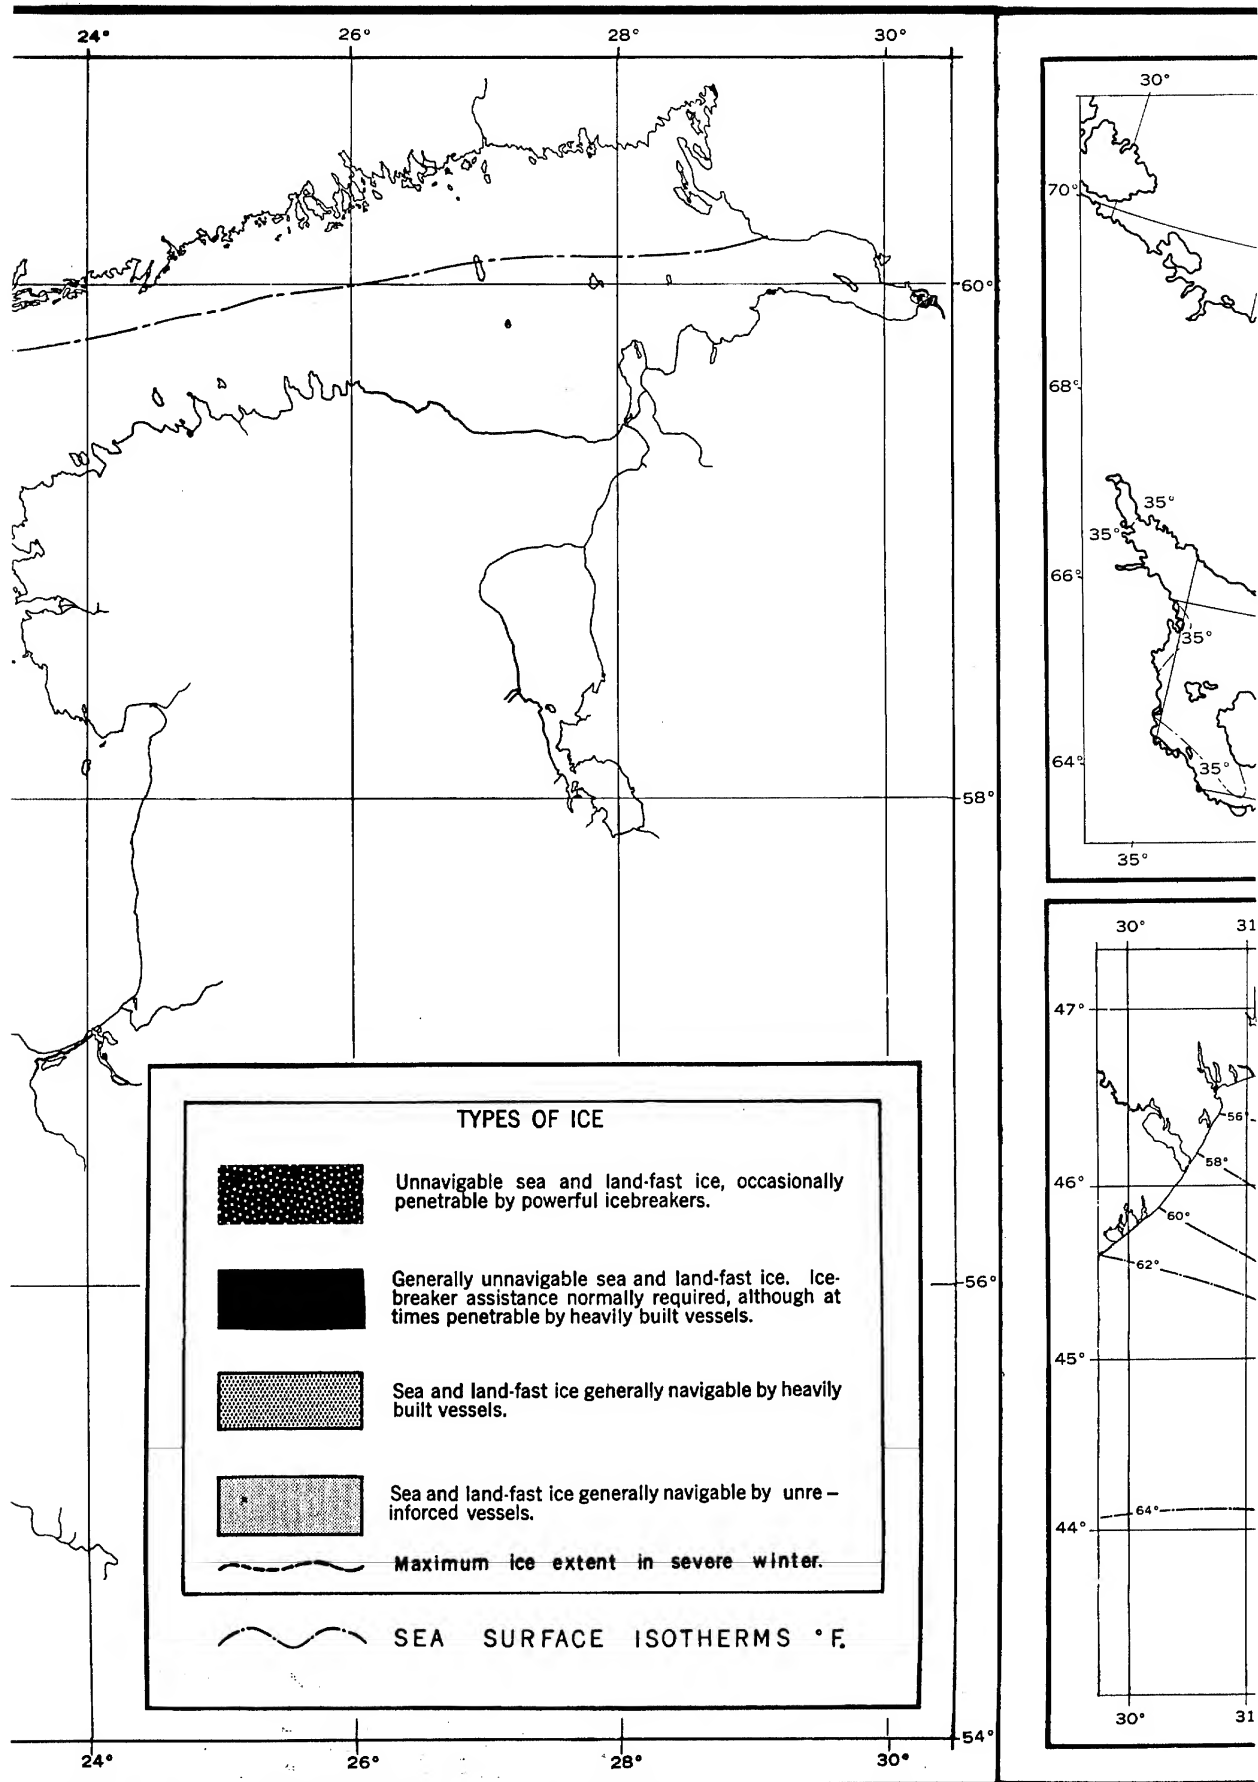 24° 26° 28° 30°
60°
58°
56°
54°
24° 26° 28° 30°
TYPES OF ICE
Unnavigable sea and land-fast ice, occasionally
penetrable by powerful icebreakers.
Generally unnavigable sea and land-fast ice. Ice-
breaker assistance normally required, although at
times penetrable by heavily built vessels.
Sea and land-fast ice generally navigable by heavily
built vessels.
Sea and land-fast ice generally navigable by unre-
inforced vessels.
Maximum ice extent in severe winter.
SEA SURFACE ISOTHERMS °F.
30°
70°
68°
35°
35°
66°
35°
64°
35°
35°
30° 31
47°
56°
58°
46°
60°
62°
45°
64°
44°
30° 31